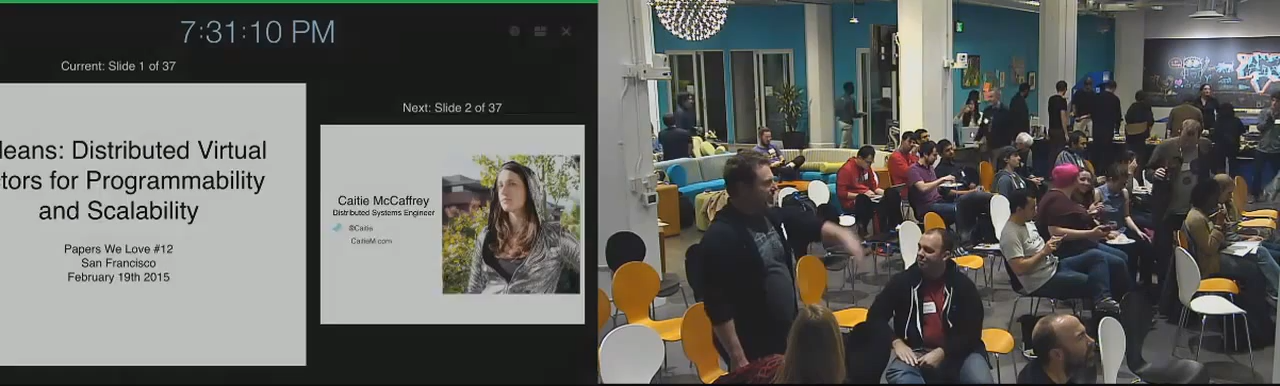 7:31:10 PM
Current: Slide 1 of 37
leans: Distributed Virtual
tors for Programmability
and Scalability
Papers We Love #12
San Francisco
February 19th 2015
Next: Slide 2 of 37
Caitie McCaffrey
Distributed Systems Engineer
@Caitie
CaitieM.com